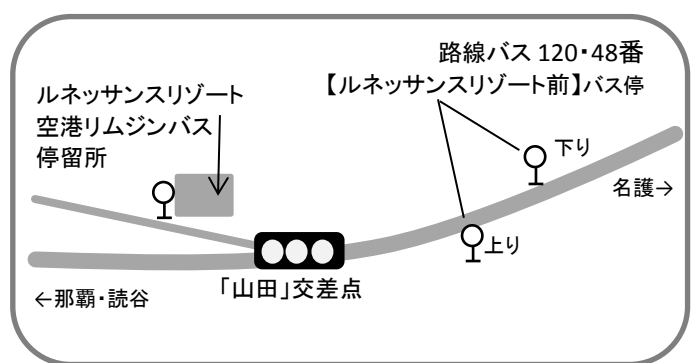 路線バス 120・48番
【ルネッサンスリゾート前】バス停
ルネッサンスリゾート
空港リムジンバス
停留所
下り
名護→
上り
「山田」交差点
←那覇・読谷